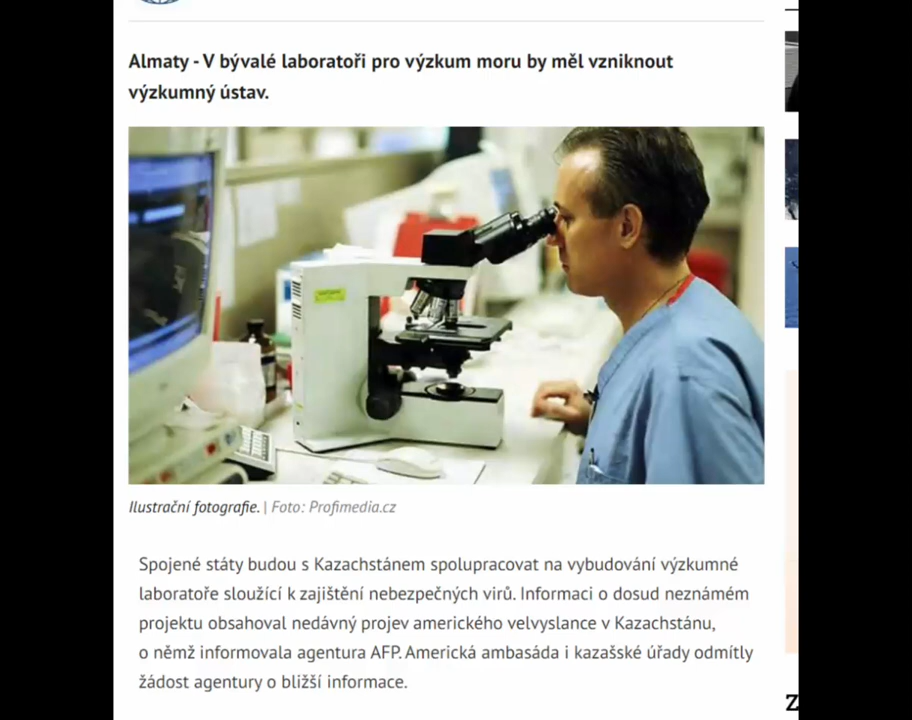 Almaty - V bývalé laboratoři pro výzkum moru by měl vzniknout
výzkumný ústav.
Ilustrační fotografie. | Foto: Profimedia.cz
Spojené státy budou s Kazachstánem spolupracovat na vybudování výzkumné
laboratoře sloužící k zajištění nebezpečných virů. Informaci o dosud neznámém
projektu obsahoval nedávný projev amerického velvyslance v Kazachstánu,
o němž informovala agentura AFP. Americká ambasáda i kazašské úřady odmítly
žádost agentury o bližší informace.
Z